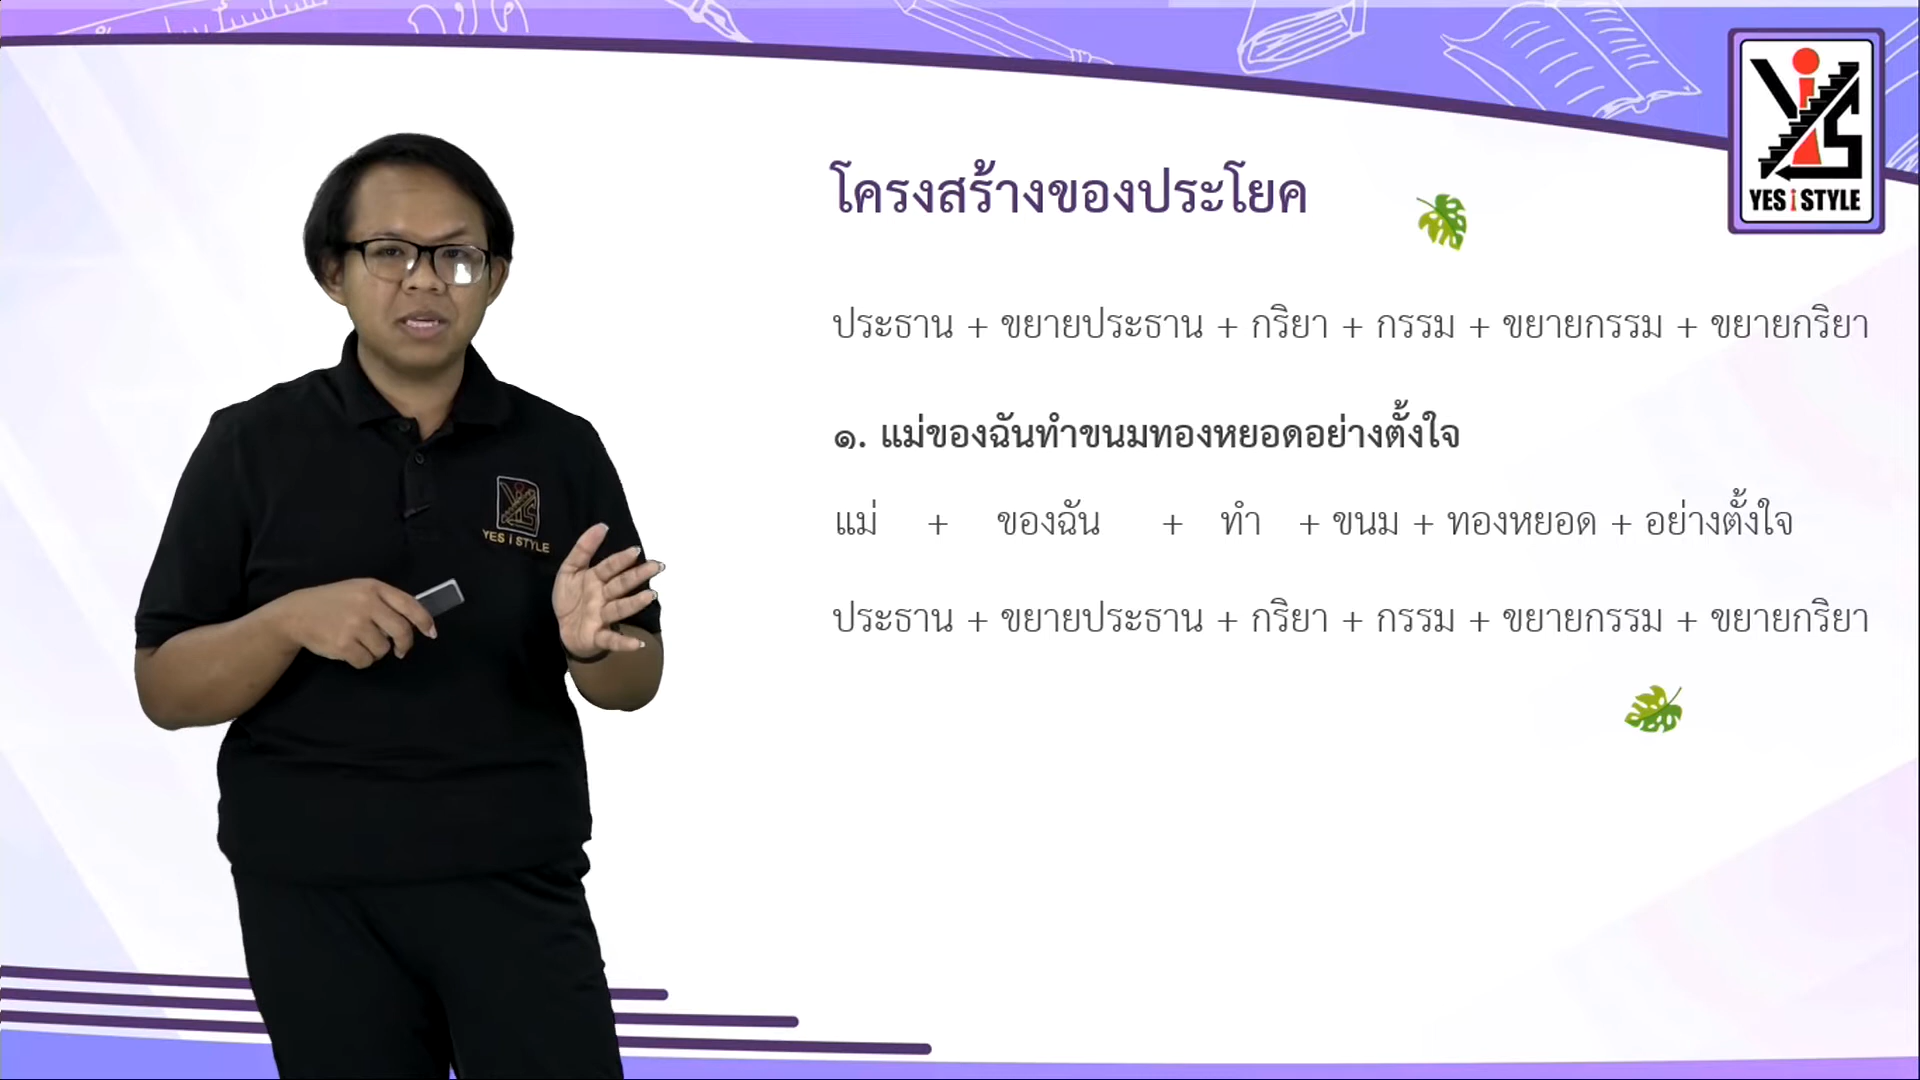 กขค
YES i STYLE
โครงสร้างของประโยค
ประธาน + ขยายประธาน + กริยา + กรรม + ขยายกรรม + ขยายกริยา
๑. แม่ของฉันทำขนมทองหยอดอย่างตั้งใจ
แม่ + ของฉัน + ทำ + ขนม + ทองหยอด + อย่างตั้งใจ
YES i STYLE
ประธาน + ขยายประธาน + กริยา + กรรม + ขยายกรรม + ขยายกริยา